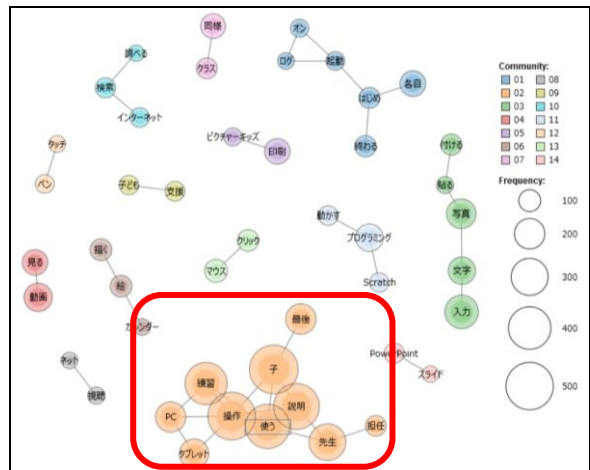 同様
クラス
オン
ログ
起動
はじめ
各自
終わる
調べる
検索
インターネット
ピクチャーキッズ
印刷
タッチ
ペン
子ども
支援
付ける
貼る
写真
文字
入力
動かす
プログラミング
Scratch
クリック
マウス
見る
動画
描く
絵
カレンダー
ネット
視聴
PowerPoint
スライド
最後
子
練習
PC
操作
説明
使う
タブレット
先生
担任
Community:
01 08
02 09
03 10
04 11
05 12
06 13
07 14
Frequency:
100
200
300
400
500